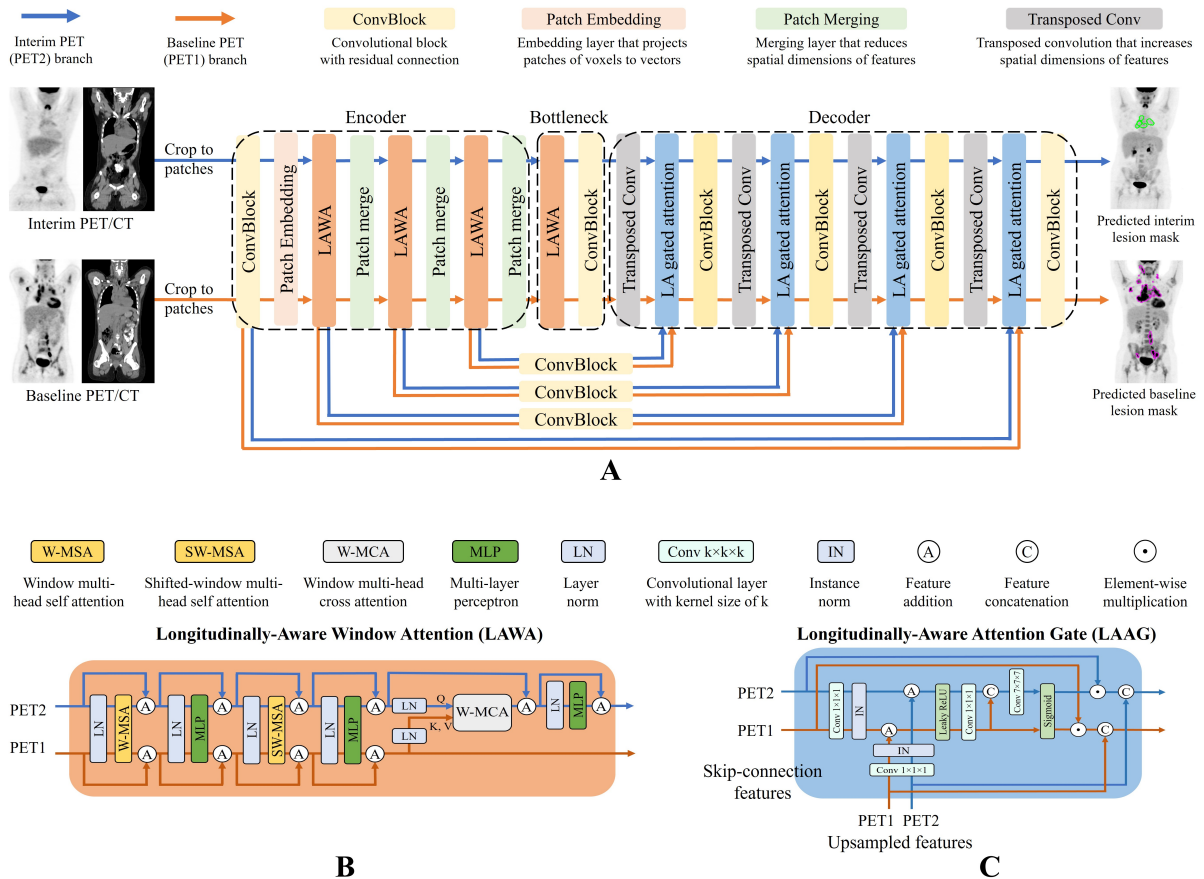 Interim PET
(PET2) branch
Baseline PET
(PET1) branch
ConvBlock
Convolutional block
with residual connection
Patch Embedding
Embedding layer that projects
patches of voxels to vectors
Patch Merging
Merging layer that reduces
spatial dimensions of features
Transposed Conv
Transposed convolution that increases
spatial dimensions of features
Encoder
Bottleneck
Decoder
Crop to
patches
Interim PET/CT
Crop to
patches
Baseline PET/CT
ConvBlock
Patch Embedding
LAWA
Patch merge
LAWA
Patch merge
LAWA
Patch merge
LAWA
ConvBlock
Transposed Conv
LA gated attention
ConvBlock
Transposed Conv
LA gated attention
ConvBlock
Transposed Conv
LA gated attention
ConvBlock
Transposed Conv
LA gated attention
ConvBlock
Predicted interim
lesion mask
Predicted baseline
lesion mask
ConvBlock
ConvBlock
ConvBlock
A
W-MSA
Window multi-
head self attention
SW-MSA
Shifted-window multi-
head self attention
W-MCA
Window multi-head
cross attention
MLP
Multi-layer
perceptron
LN
Layer
norm
Conv k×k×k
Convolutional layer
with kernel size of k
IN
Instance
norm
A
Feature
addition
C
Feature
concatenation
Element-wise
multiplication
Longitudinally-Aware Window Attention (LAWA)
PET2
PET1
LN
W-MSA
A
A
LN
MLP
A
A
LN
SW-MSA
A
A
LN
MLP
A
A
LN
Q
K, V
LN
W-MCA
A
LN
MLP
A
B
Longitudinally-Aware Attention Gate (LAAG)
PET2
PET1
Conv 1×1×1
IN
A
A
IN
Conv 1×1×1
Leaky ReLU
Conv 1×1×1
C
Conv 7×7×7
Sigmoid
C
C
Skip-connection
features
PET1 PET2
Upsampled features
C